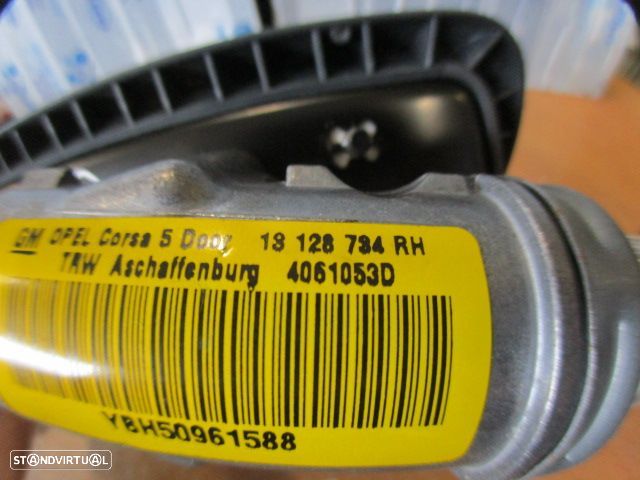 GM OPEL Corsa 5 Door 13 128 734 RH
TRW Aschaffenburg 4061053D
YBH50961588
STANDVIRTUAL